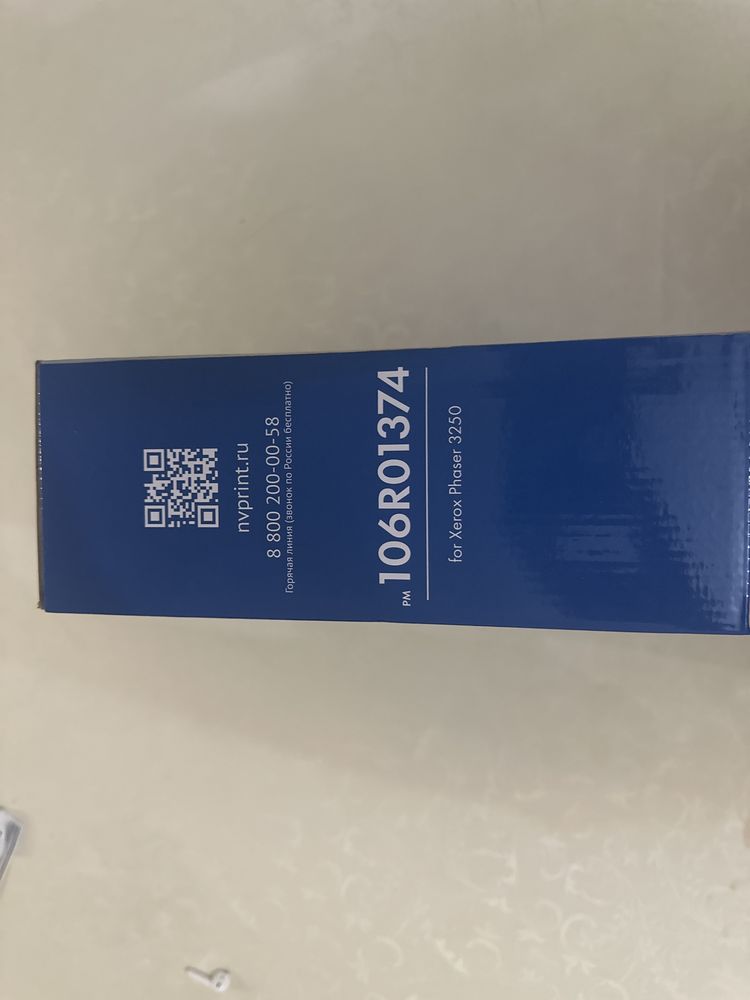 nvprint.ru
8 800 200-00-58
Горячая линия (звонок по России бесплатно)
PM 106R01374
for Xerox Phaser 3250